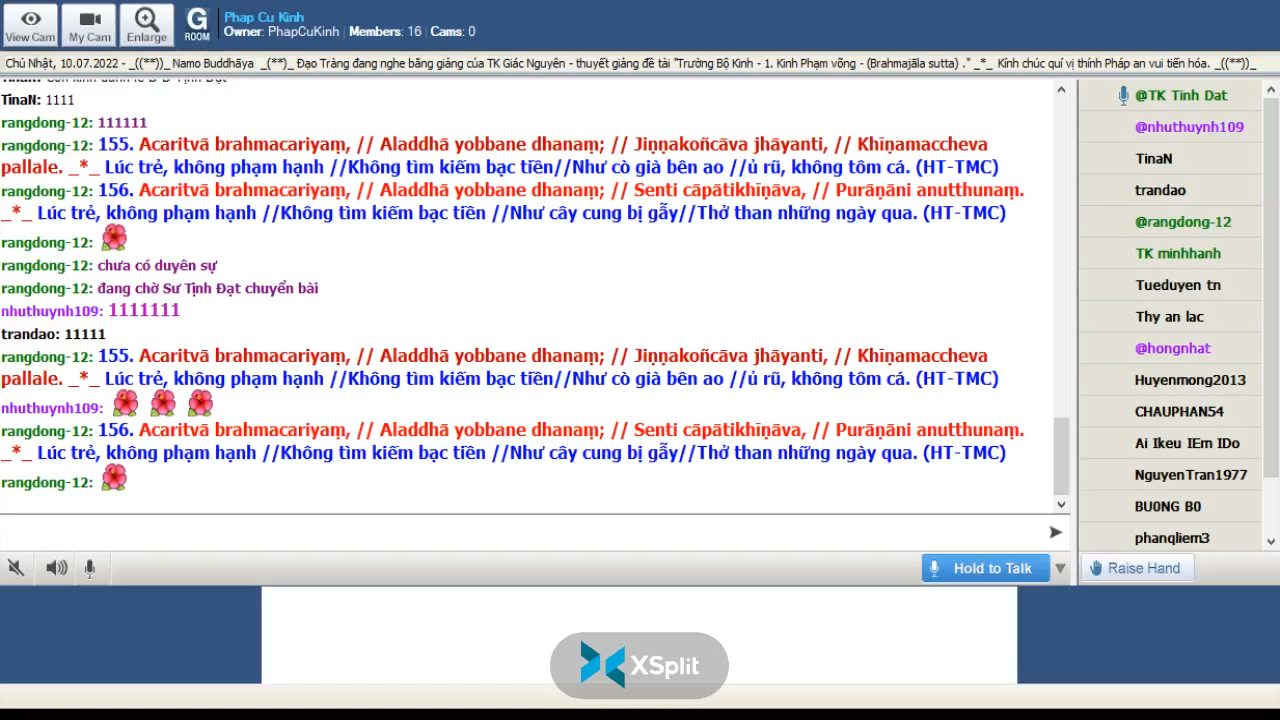 View Cam
My Cam
Enlarge
G
ROOM
Phap Cu Kinh
Owner: PhapCuKinh | Members: 16 | Cams: 0
Chủ Nhật, 10.07.2022 - _((**))_ Namo Buddhāya _(**)_ Đạo Tràng đang nghe băng giảng của TK Giác Nguyên - thuyết giảng đề tài "Trường Bộ Kinh - 1. Kinh Phạm võng - (Brahmajāla sutta) ." _*_ Kính chúc quí vị thính Pháp an vui tiến hóa. _((**))_
TinaN: 1111
rangdong-12: 111111
rangdong-12: 155. Acaritvā brahmacariyaṃ, // Aladdhā yobbane dhanaṃ; // Jiṇṇakoñcāva jhāyanti, // Khīṇamaccheva
pallale. _*_ Lúc trẻ, không phạm hạnh //Không tìm kiếm bạc tiền//Như cò già bên ao //ủ rũ, không tôm cá. (HT-TMC)
rangdong-12: 156. Acaritvā brahmacariyaṃ, // Aladdhā yobbane dhanaṃ; // Senti cāpātikhīṇāva, // Purāṇāni anutthunaṃ.
_*_ Lúc trẻ, không phạm hạnh //Không tìm kiếm bạc tiền //Như cây cung bị gẫy//Thở than những ngày qua. (HT-TMC)
rangdong-12:
rangdong-12: chưa có duyên sự
rangdong-12: đang chờ Sư Tịnh Đạt chuyển bài
nhuthuynh109: 1111111
trandao: 11111
rangdong-12: 155. Acaritvā brahmacariyaṃ, // Aladdhā yobbane dhanaṃ; // Jiṇṇakoñcāva jhāyanti, // Khīṇamaccheva
pallale. _*_ Lúc trẻ, không phạm hạnh //Không tìm kiếm bạc tiền//Như cò già bên ao //ủ rũ, không tôm cá. (HT-TMC)
nhuthuynh109:
rangdong-12: 156. Acaritvā brahmacariyaṃ, // Aladdhā yobbane dhanaṃ; // Senti cāpātikhīṇāva, // Purāṇāni anutthunaṃ.
_*_ Lúc trẻ, không phạm hạnh //Không tìm kiếm bạc tiền //Như cây cung bị gẫy//Thở than những ngày qua. (HT-TMC)
rangdong-12:
@TK Tinh Dat
@nhuthuynh109
TinaN
trandao
@rangdong-12
TK minhhanh
Tueduyen tn
Thy an lac
@hongnhat
Huyenmong2013
CHAUPHAN54
Ai Ikeu IEm IDo
NguyenTran1977
BU0NG B0
phanqliem3
Hold to Talk
Raise Hand
XSplit